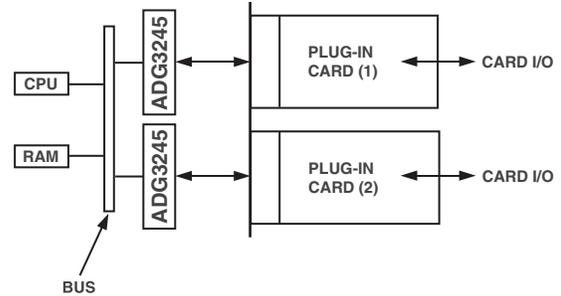 CPU
RAM
BUS
ADG3245
ADG3245
PLUG-IN
CARD (1)
CARD I/O
PLUG-IN
CARD (2)
CARD I/O